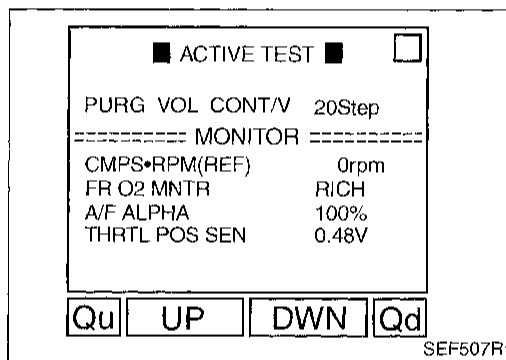 ■ ACTIVE TEST ■
PURG VOL CONT/V 20Step
========= MONITOR =========
CMPS•RPM(REF) 0rpm
FR O2 MNTR RICH
A/F ALPHA 100%
THRTL POS SEN 0.48V
Qu UP DWN Qd
SEF507R